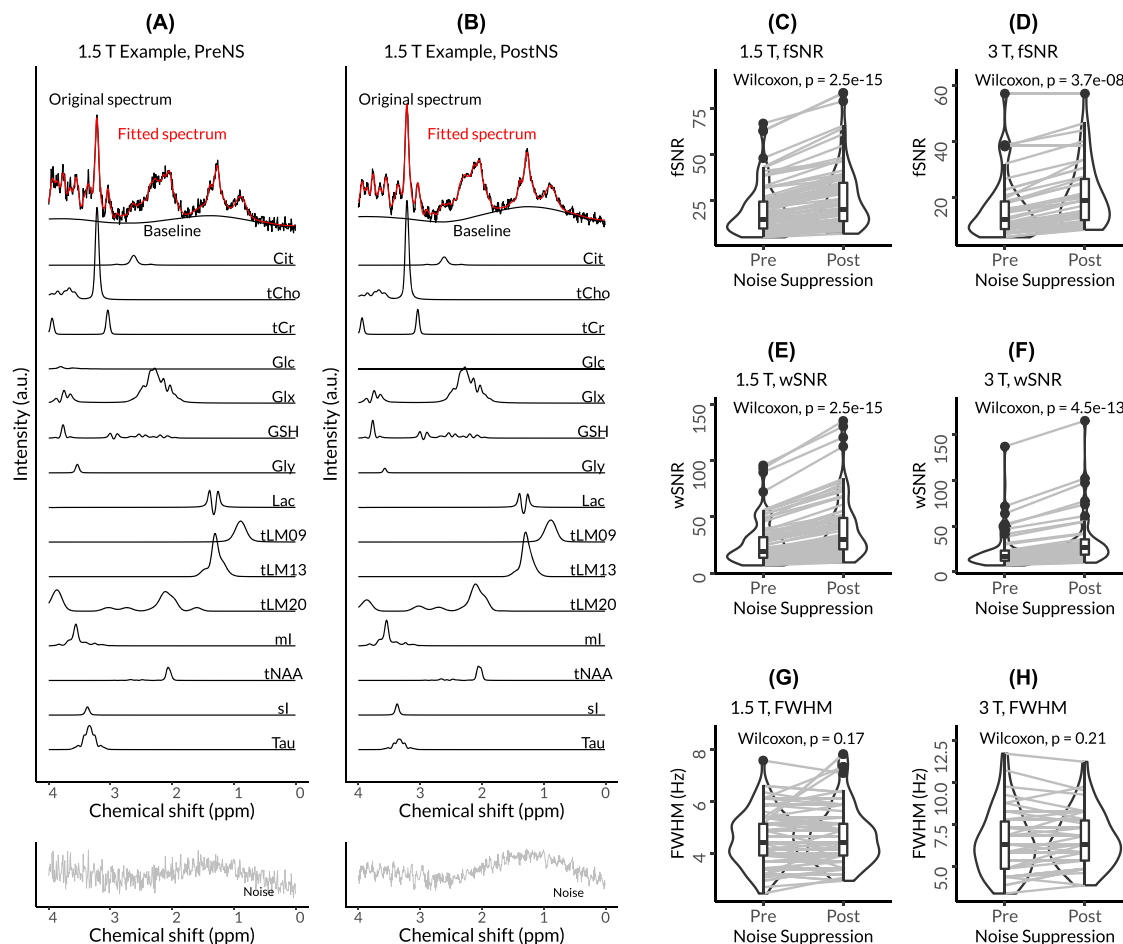 (A)
1.5 T Example, PreNS
Original spectrum
Fitted spectrum
Baseline
Cit
tCho
tCr
Glc
Glx
GSH
Gly
Lac
tLM09
tLM13
tLM20
mI
tNAA
sI
Tau
Intensity (a.u.)
4 3 2 1 0
Chemical shift (ppm)
Noise
4 3 2 1 0
Chemical shift (ppm)
(B)
1.5 T Example, PostNS
Original spectrum
Fitted spectrum
Baseline
Cit
tCho
tCr
Glc
Glx
GSH
Gly
Lac
tLM09
tLM13
tLM20
mI
tNAA
sI
Tau
Intensity (a.u.)
4 3 2 1 0
Chemical shift (ppm)
Noise
4 3 2 1 0
Chemical shift (ppm)
(C)
1.5 T, fSNR
Wilcoxon, p = 2.5e-15
fSNR
75
50
25
Pre Post
Noise Suppression
(D)
3 T, fSNR
Wilcoxon, p = 3.7e-08
fSNR
60
40
20
Pre Post
Noise Suppression
(E)
1.5 T, wSNR
Wilcoxon, p = 2.5e-15
wSNR
150
100
50
0
Pre Post
Noise Suppression
(F)
3 T, wSNR
Wilcoxon, p = 4.5e-13
wSNR
150
100
50
0
Pre Post
Noise Suppression
(G)
1.5 T, FWHM
Wilcoxon, p = 0.17
FWHM (Hz)
8
6
4
Pre Post
Noise Suppression
(H)
3 T, FWHM
Wilcoxon, p = 0.21
FWHM (Hz)
12.5
10.0
7.5
5.0
Pre Post
Noise Suppression